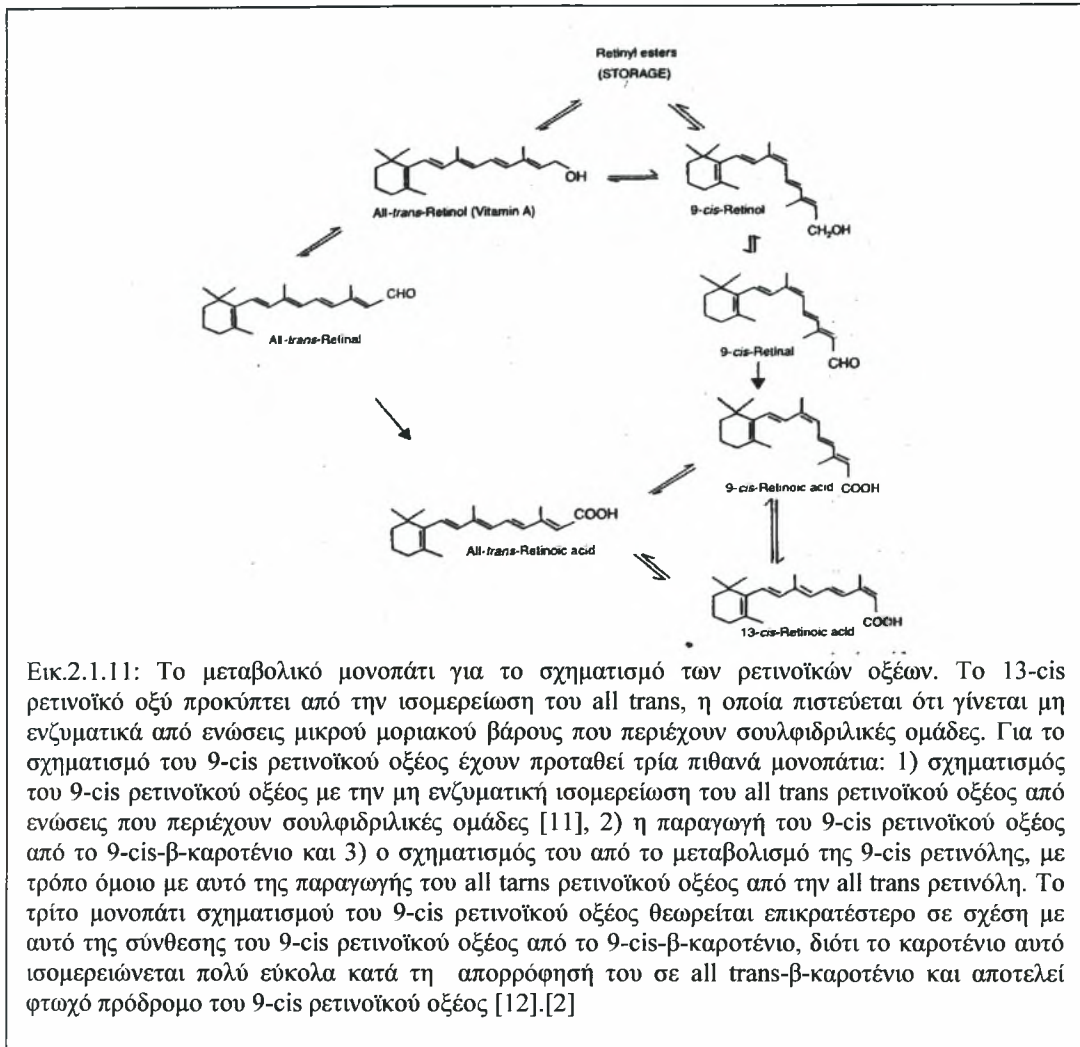 Retinyl esters
(STORAGE)
OH
All-trans-Retinol (Vitamin A)
9-cis-Retinol
CH₂OH
CHO
All-trans-Retinal
9-cis-Retinal
CHO
9-cis-Retinoic acid COOH
COOH
All-trans-Retinoic acid
13-cis-Retinoic acid COOH
Εικ.2.1.11: Το μεταβολικό μονοπάτι για το σχηματισμό των ρετινοϊκών οξέων. Το 13-cis
ρετινοϊκό οξύ προκύπτει από την ισομερείωση του all trans, η οποία πιστεύεται ότι γίνεται μη
ενζυματικά από ενώσεις μικρού μοριακού βάρους που περιέχουν σουλφιδριλικές ομάδες. Για το
σχηματισμό του 9-cis ρετινοϊκού οξέος έχουν προταθεί τρία πιθανά μονοπάτια: 1) σχηματισμός
του 9-cis ρετινοϊκού οξέος με την μη ενζυματική ισομερείωση του all trans ρετινοϊκού οξέος από
ενώσεις που περιέχουν σουλφιδριλικές ομάδες [11], 2) η παραγωγή του 9-cis ρετινοϊκού οξέος
από το 9-cis-β-καροτένιο και 3) ο σχηματισμός του από το μεταβολισμό της 9-cis ρετινόλης, με
τρόπο όμοιο με αυτό της παραγωγής του all tarns ρετινοϊκού οξέος από την all trans ρετινόλη. Το
τρίτο μονοπάτι σχηματισμού του 9-cis ρετινοϊκού οξέος θεωρείται επικρατέστερο σε σχέση με
αυτό της σύνθεσης του 9-cis ρετινοϊκού οξέος από το 9-cis-β-καροτένιο, διότι το καροτένιο αυτό
ισομερειώνεται πολύ εύκολα κατά τη απορρόφησή του σε all trans-β-καροτένιο και αποτελεί
φτωχό πρόδρομο του 9-cis ρετινοϊκού οξέος [12].[2]